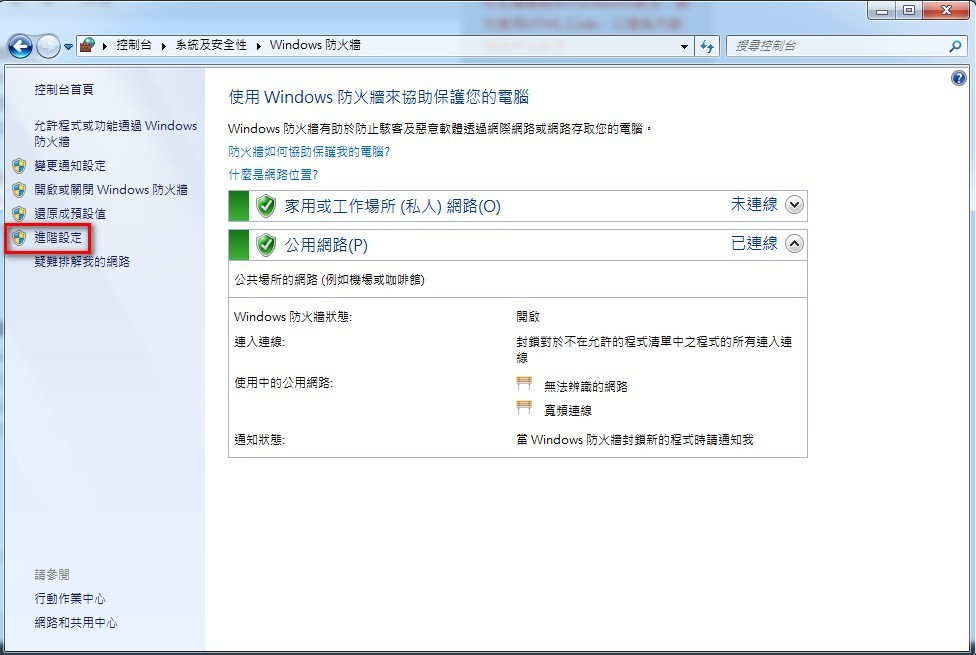 控制台 ▸ 系統及安全性 ▸ Windows 防火牆
搜尋控制台
控制台首頁
允許程式或功能通過 Windows
防火牆
變更通知設定
開啟或關閉 Windows 防火牆
還原成預設值
進階設定
疑難排解我的網路
請參閱
行動作業中心
網路和共用中心
使用 Windows 防火牆來協助保護您的電腦
Windows 防火牆有助於防止駭客及惡意軟體透過網際網路或網路存取您的電腦。
防火牆如何協助保護我的電腦?
什麼是網路位置?
家用或工作場所 (私人) 網路(O) 未連線
公用網路(P) 已連線
公共場所的網路 (例如機場或咖啡館)
Windows 防火牆狀態: 開啟
連入連線: 封鎖對於不在允許的程式清單中之程式的所有連入連
線
使用中的公用網路: 無法辨識的網路
寬頻連線
通知狀態: 當 Windows 防火牆封鎖新的程式時請通知我